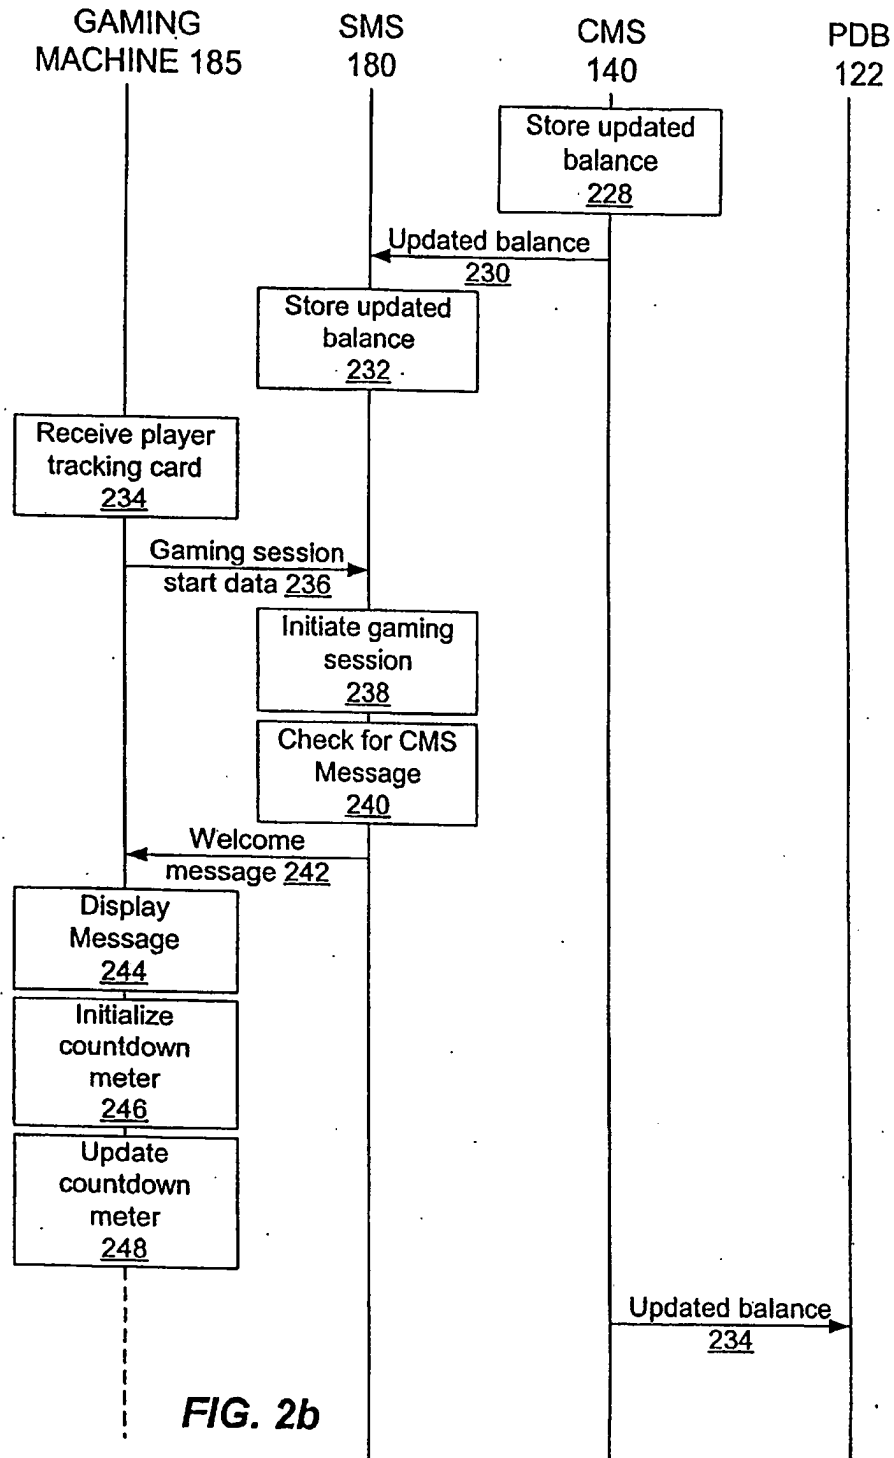 GAMING
MACHINE 185
SMS
180
CMS
140
PDB
122
Store updated
balance
228
Updated balance
230
Store updated
balance
232
Receive player
tracking card
234
Gaming session
start data 236
Initiate gaming
session
238
Check for CMS
Message
240
Welcome
message 242
Display
Message
244
Initialize
countdown
meter
246
Update
countdown
meter
248
Updated balance
234
FIG. 2b